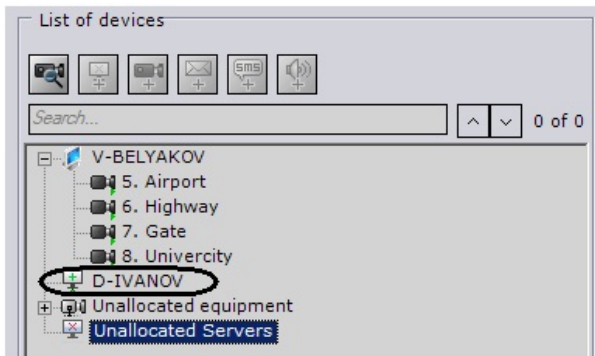 List of devices
sms
Search...
0 of 0
V-BELYAKOV
5. Airport
6. Highway
7. Gate
8. Univercity
D-IVANOV
Unallocated equipment
Unallocated Servers